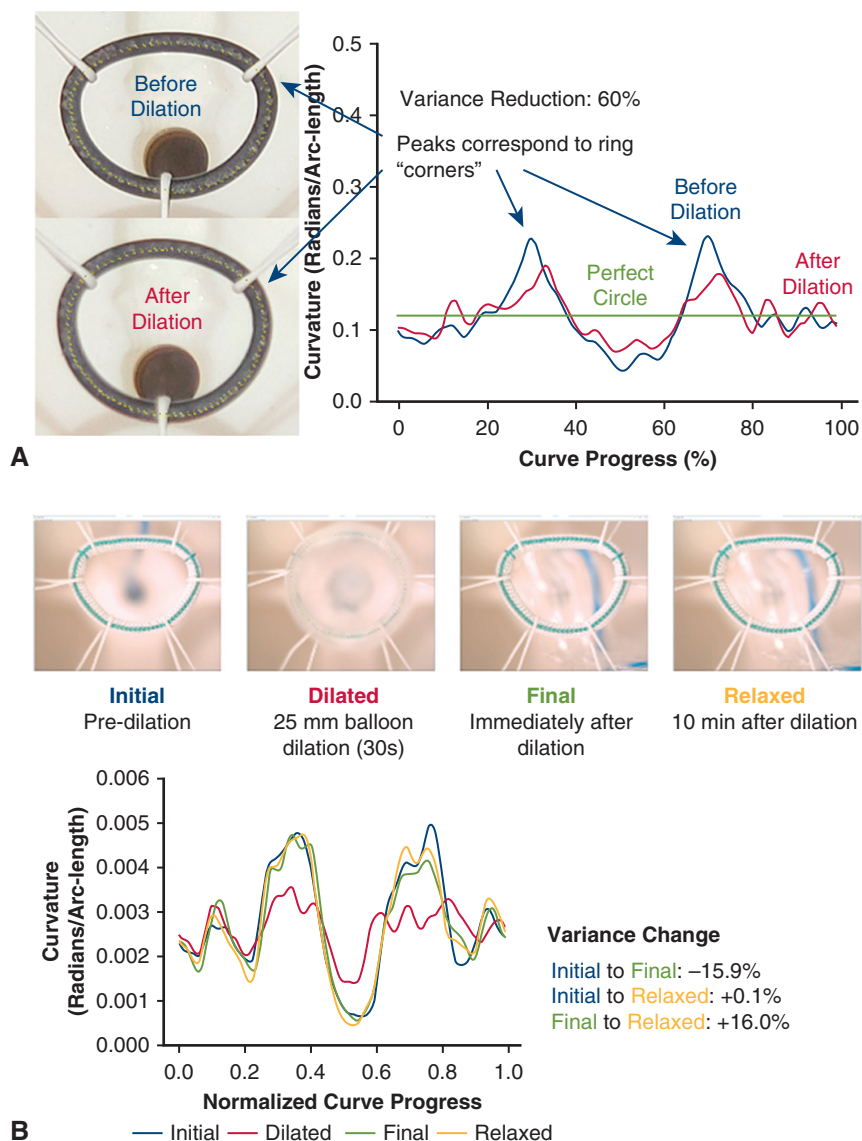 Before
Dilation
After
Dilation
Curvature (Radians/Arc-length)
0.5
0.4
0.3
0.2
0.1
0.0
Variance Reduction: 60%
Peaks correspond to ring
“corners”
Before
Dilation
Perfect
Circle
After
Dilation
0
20
40
60
80
100
Curve Progress (%)
A
Initial
Pre-dilation
Dilated
25 mm balloon
dilation (30s)
Final
Immediately after
dilation
Relaxed
10 min after dilation
Curvature
(Radians/Arc-length)
0.006
0.005
0.004
0.003
0.002
0.001
0.000
0.0
0.2
0.4
0.6
0.8
1.0
Normalized Curve Progress
Variance Change
Initial to Final: –15.9%
Initial to Relaxed: +0.1%
Final to Relaxed: +16.0%
B
Initial
Dilated
Final
Relaxed